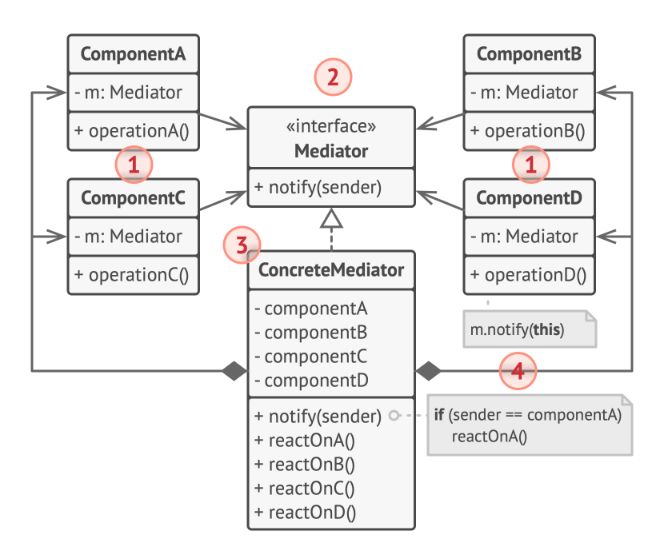 ComponentA
- m: Mediator
+ operationA()
1
ComponentC
- m: Mediator
+ operationC()
2
«interface»
Mediator
+ notify(sender)
ComponentB
- m: Mediator
+ operationB()
1
ComponentD
- m: Mediator
+ operationD()
m.notify(this)
3
ConcreteMediator
- componentA
- componentB
- componentC
- componentD
+ notify(sender)
+ reactOnA()
+ reactOnB()
+ reactOnC()
+ reactOnD()
4
if (sender == componentA)
reactOnA()